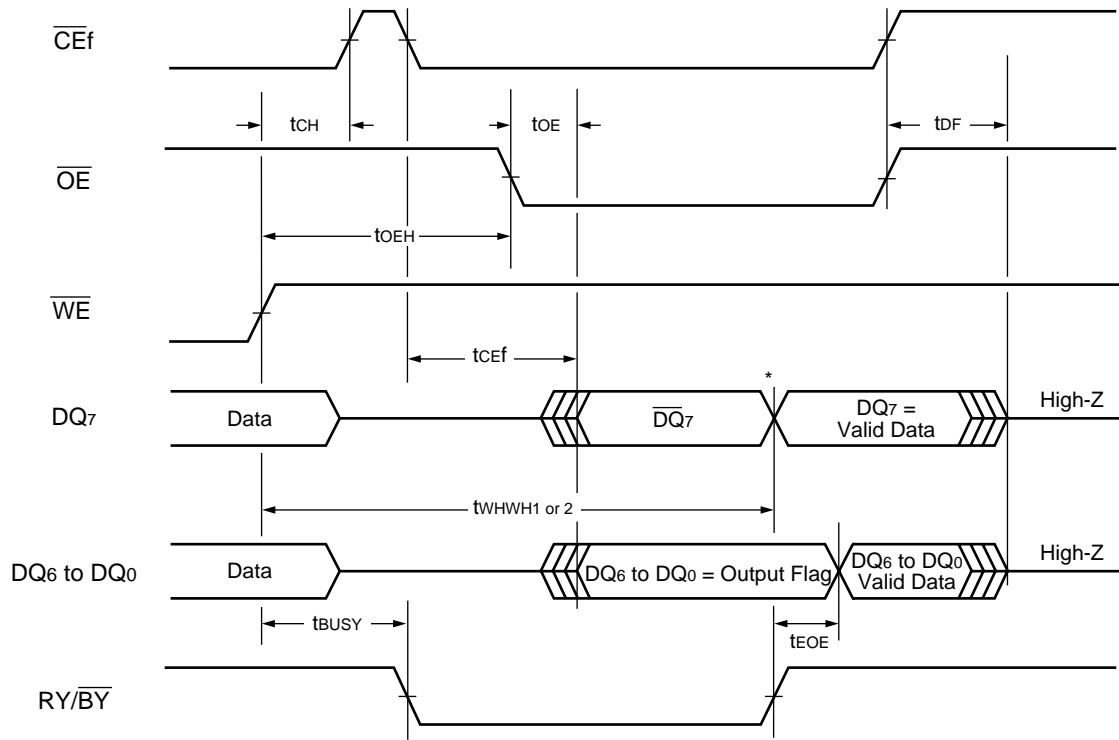 CEf
tCH
tOE
tDF
OE
tOEH
WE
tCEf
*
DQ7
Data
DQ7
DQ7 =
Valid Data
High-Z
tWHWH1 or 2
DQ6 to DQ0
Data
DQ6 to DQ0 = Output Flag
DQ6 to DQ0
Valid Data
High-Z
tBUSY
tEOE
RY/BY